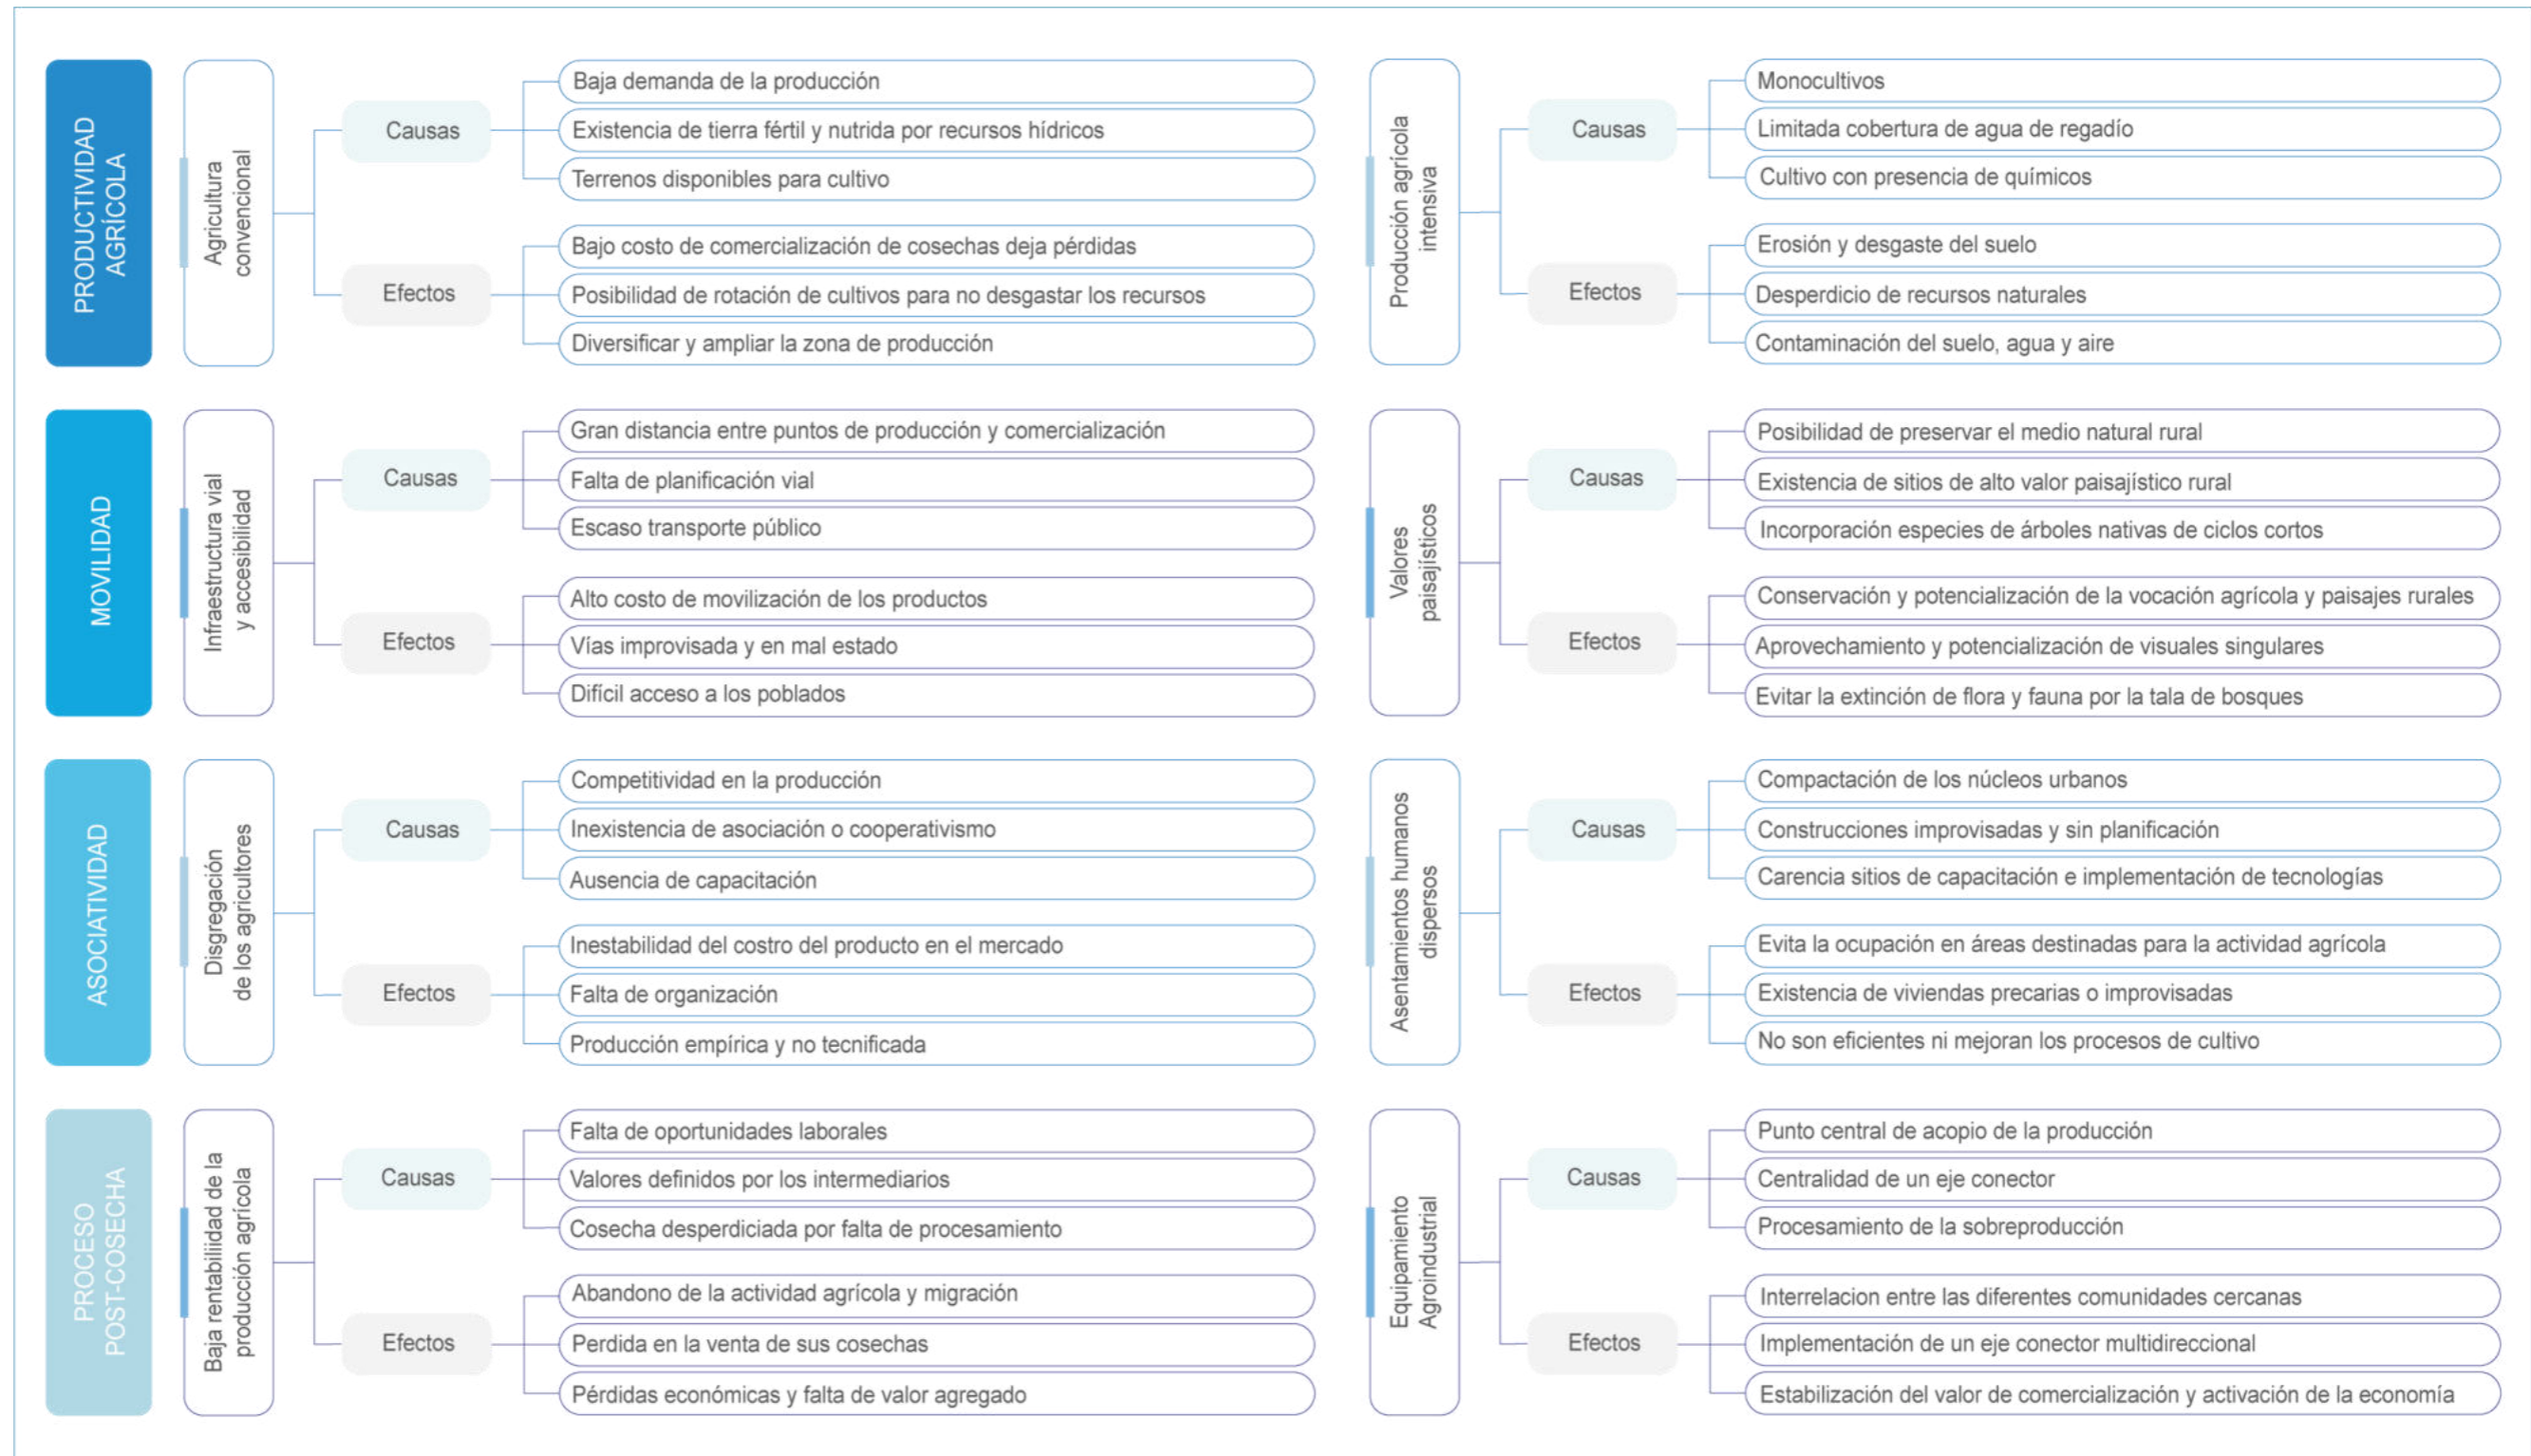 PRODUCTIVIDAD
AGRÍCOLA
Agricultura
convencional
Causas
Baja demanda de la producción
Existencia de tierra fértil y nutrida por recursos hídricos
Terrenos disponibles para cultivo
Efectos
Bajo costo de comercialización de cosechas deja pérdidas
Posibilidad de rotación de cultivos para no desgastar los recursos
Diversificar y ampliar la zona de producción
Producción agrícola
intensiva
Causas
Monocultivos
Limitada cobertura de agua de regadío
Cultivo con presencia de químicos
Efectos
Erosión y desgaste del suelo
Desperdicio de recursos naturales
Contaminación del suelo, agua y aire
MOVILIDAD
Infraestructura vial
y accesibilidad
Causas
Gran distancia entre puntos de producción y comercialización
Falta de planificación vial
Escaso transporte público
Efectos
Alto costo de movilización de los productos
Vías improvisada y en mal estado
Difícil acceso a los poblados
Valores
paisajísticos
Causas
Posibilidad de preservar el medio natural rural
Existencia de sitios de alto valor paisajístico rural
Incorporación especies de árboles nativas de ciclos cortos
Efectos
Conservación y potencialización de la vocación agrícola y paisajes rurales
Aprovechamiento y potencialización de visuales singulares
Evitar la extinción de flora y fauna por la tala de bosques
ASOCIATIVIDAD
Disgregación
de los agricultores
Causas
Competitividad en la producción
Inexistencia de asociación o cooperativismo
Ausencia de capacitación
Efectos
Inestabilidad del costro del producto en el mercado
Falta de organización
Producción empírica y no tecnificada
Asentamientos humanos
dispersos
Causas
Compactación de los núcleos urbanos
Construcciones improvisadas y sin planificación
Carencia sitios de capacitación e implementación de tecnologías
Efectos
Evita la ocupación en áreas destinadas para la actividad agrícola
Existencia de viviendas precarias o improvisadas
No son eficientes ni mejoran los procesos de cultivo
PROCESO
POST-COSECHA
Baja rentabiliidad de la
producción agrícola
Causas
Falta de oportunidades laborales
Valores definidos por los intermediarios
Cosecha desperdiciada por falta de procesamiento
Efectos
Abandono de la actividad agrícola y migración
Perdida en la venta de sus cosechas
Pérdidas económicas y falta de valor agregado
Equipamiento
Agroindustrial
Causas
Punto central de acopio de la producción
Centralidad de un eje conector
Procesamiento de la sobreproducción
Efectos
Interrelacion entre las diferentes comunidades cercanas
Implementación de un eje conector multidireccional
Estabilización del valor de comercialización y activación de la economía